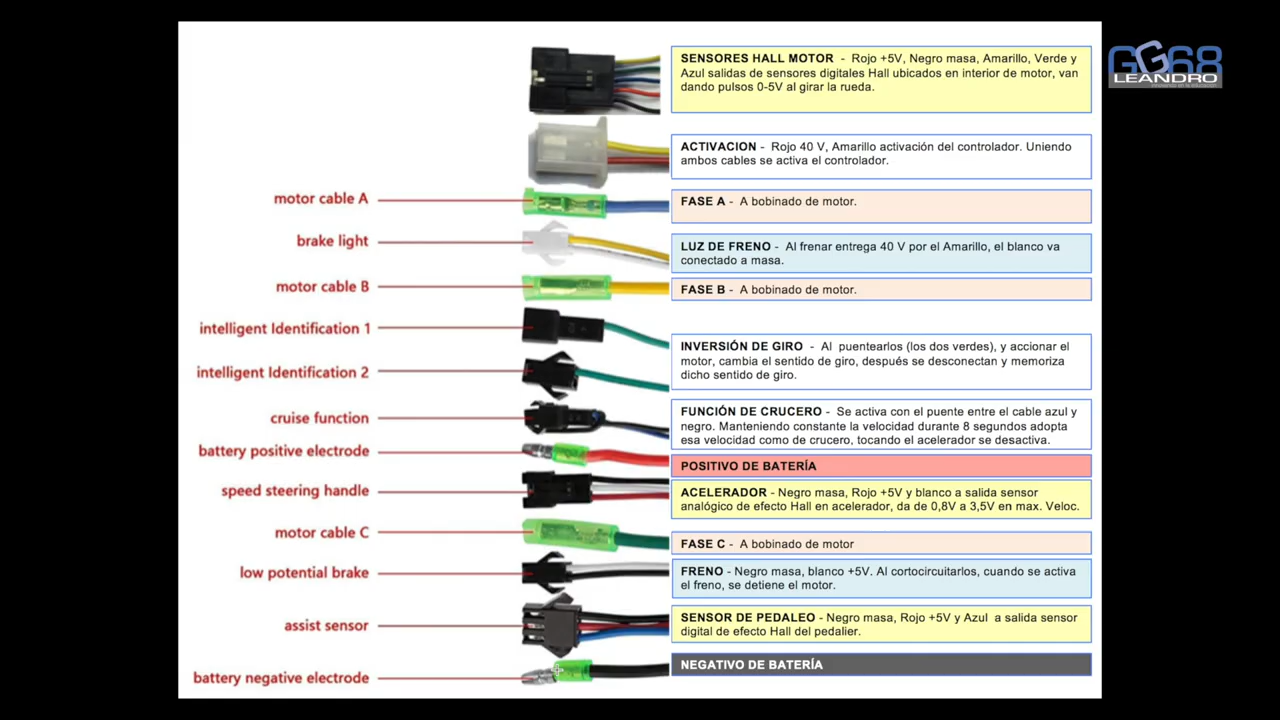 GG68
LEANDRO
SENSORES HALL MOTOR - Rojo +5V, Negro masa, Amarillo, Verde y
Azul salidas de sensores digitales Hall ubicados en interior de motor, van
dando pulsos 0-5V al girar la rueda.
ACTIVACION - Rojo 40 V, Amarillo activación del controlador. Uniendo
ambos cables se activa el controlador.
motor cable A
FASE A - A bobinado de motor.
brake light
LUZ DE FRENO - Al frenar entrega 40 V por el Amarillo, el blanco va
conectado a masa.
motor cable B
FASE B - A bobinado de motor.
intelligent Identification 1
intelligent Identification 2
INVERSIÓN DE GIRO - Al puentearlos (los dos verdes), y accionar el
motor, cambia el sentido de giro, después se desconectan y memoriza
dicho sentido de giro.
cruise function
FUNCIÓN DE CRUCERO - Se activa con el puente entre el cable azul y
negro. Manteniendo constante la velocidad durante 8 segundos adopta
esa velocidad como de crucero, tocando el acelerador se desactiva.
battery positive electrode
POSITIVO DE BATERÍA
speed steering handle
ACELERADOR - Negro masa, Rojo +5V y blanco a salida sensor
analógico de efecto Hall en acelerador, da de 0,8V a 3,5V en max. Veloc.
motor cable C
FASE C - A bobinado de motor
low potential brake
FRENO - Negro masa, blanco +5V. Al cortocircuitarlos, cuando se activa
el freno, se detiene el motor.
assist sensor
SENSOR DE PEDALEO - Negro masa, Rojo +5V y Azul a salida sensor
digital de efecto Hall del pedalier.
battery negative electrode
NEGATIVO DE BATERÍA